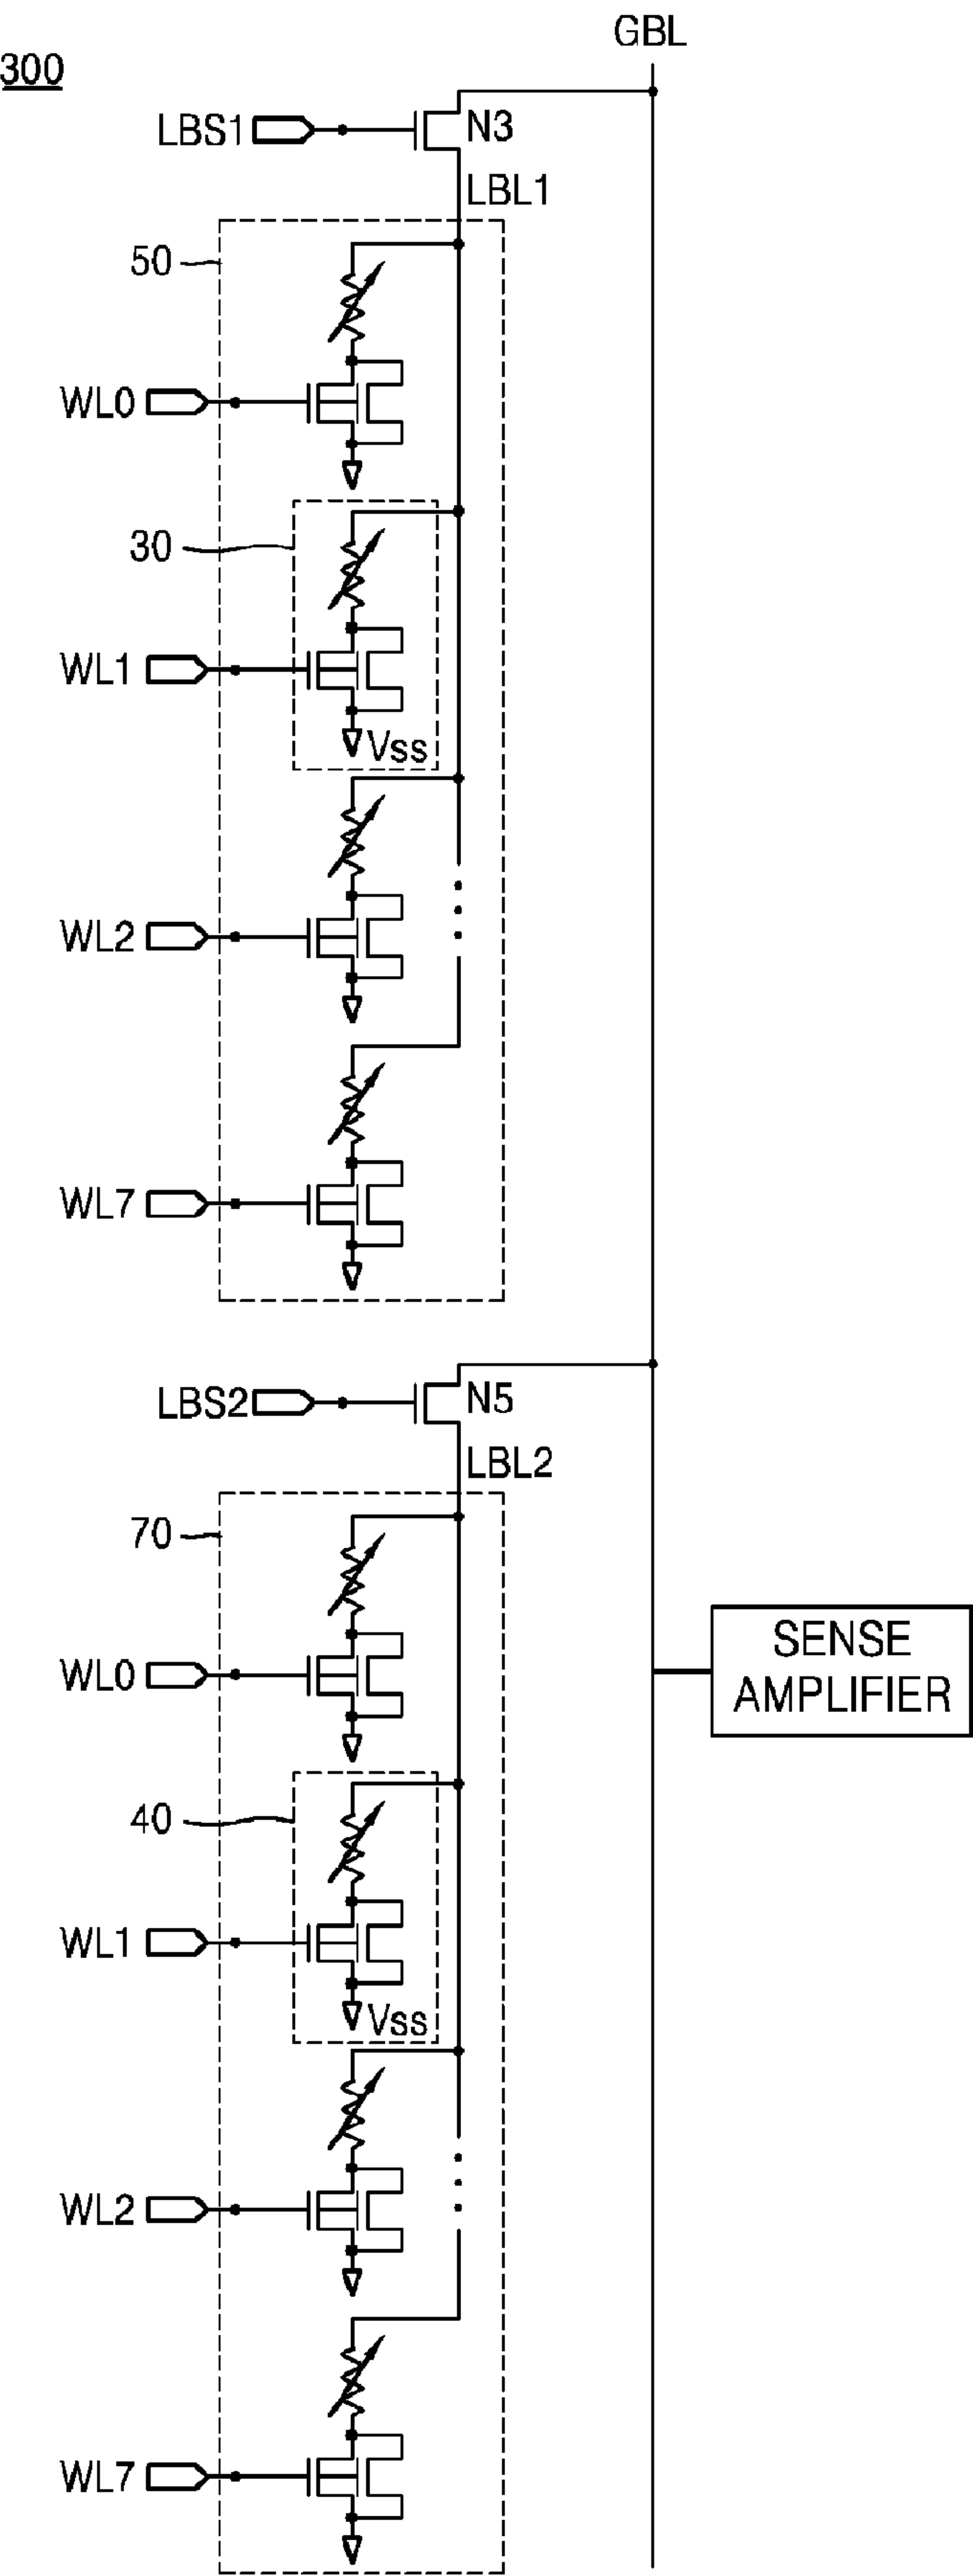 GBL
300
LBS1
N3
LBL1
50
WL0
30
WL1
Vss
WL2
WL7
LBS2
N5
LBL2
70
SENSE
AMPLIFIER
WL0
40
WL1
Vss
WL2
WL7